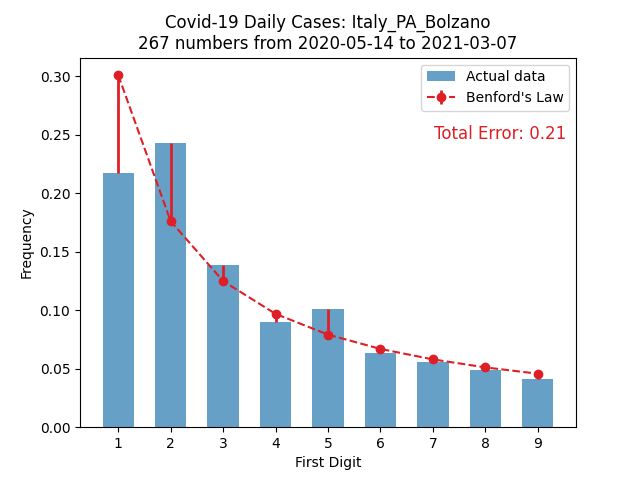 Covid-19 Daily Cases: Italy_PA_Bolzano
267 numbers from 2020-05-14 to 2021-03-07
Actual data
Benford's Law
Total Error: 0.21
Frequency
0.30
0.25
0.20
0.15
0.10
0.05
0.00
1 2 3 4 5 6 7 8 9
First Digit